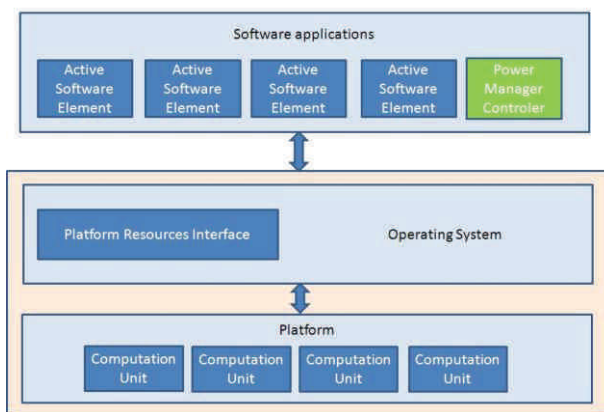 Software applications
Active
Software
Element
Active
Software
Element
Active
Software
Element
Active
Software
Element
Power
Manager
Controler
Platform Resources Interface
Operating System
Platform
Computation
Unit
Computation
Unit
Computation
Unit
Computation
Unit